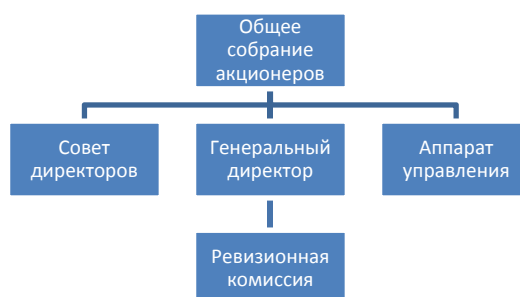 Общее
собрание
акционеров
Совет
директоров
Генеральный
директор
Аппарат
управления
Ревизионная
комиссия